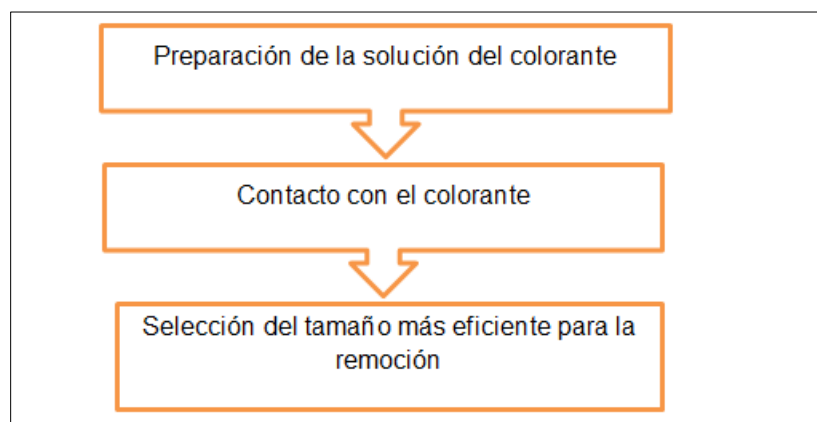 Preparación de la solución del colorante
Contacto con el colorante
Selección del tamaño más eficiente para la
remoción